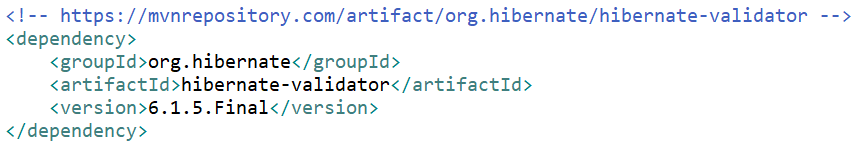 <!-- https://mvnrepository.com/artifact/org.hibernate/hibernate-validator -->
<dependency>
    <groupId>org.hibernate</groupId>
    <artifactId>hibernate-validator</artifactId>
    <version>6.1.5.Final</version>
</dependency>